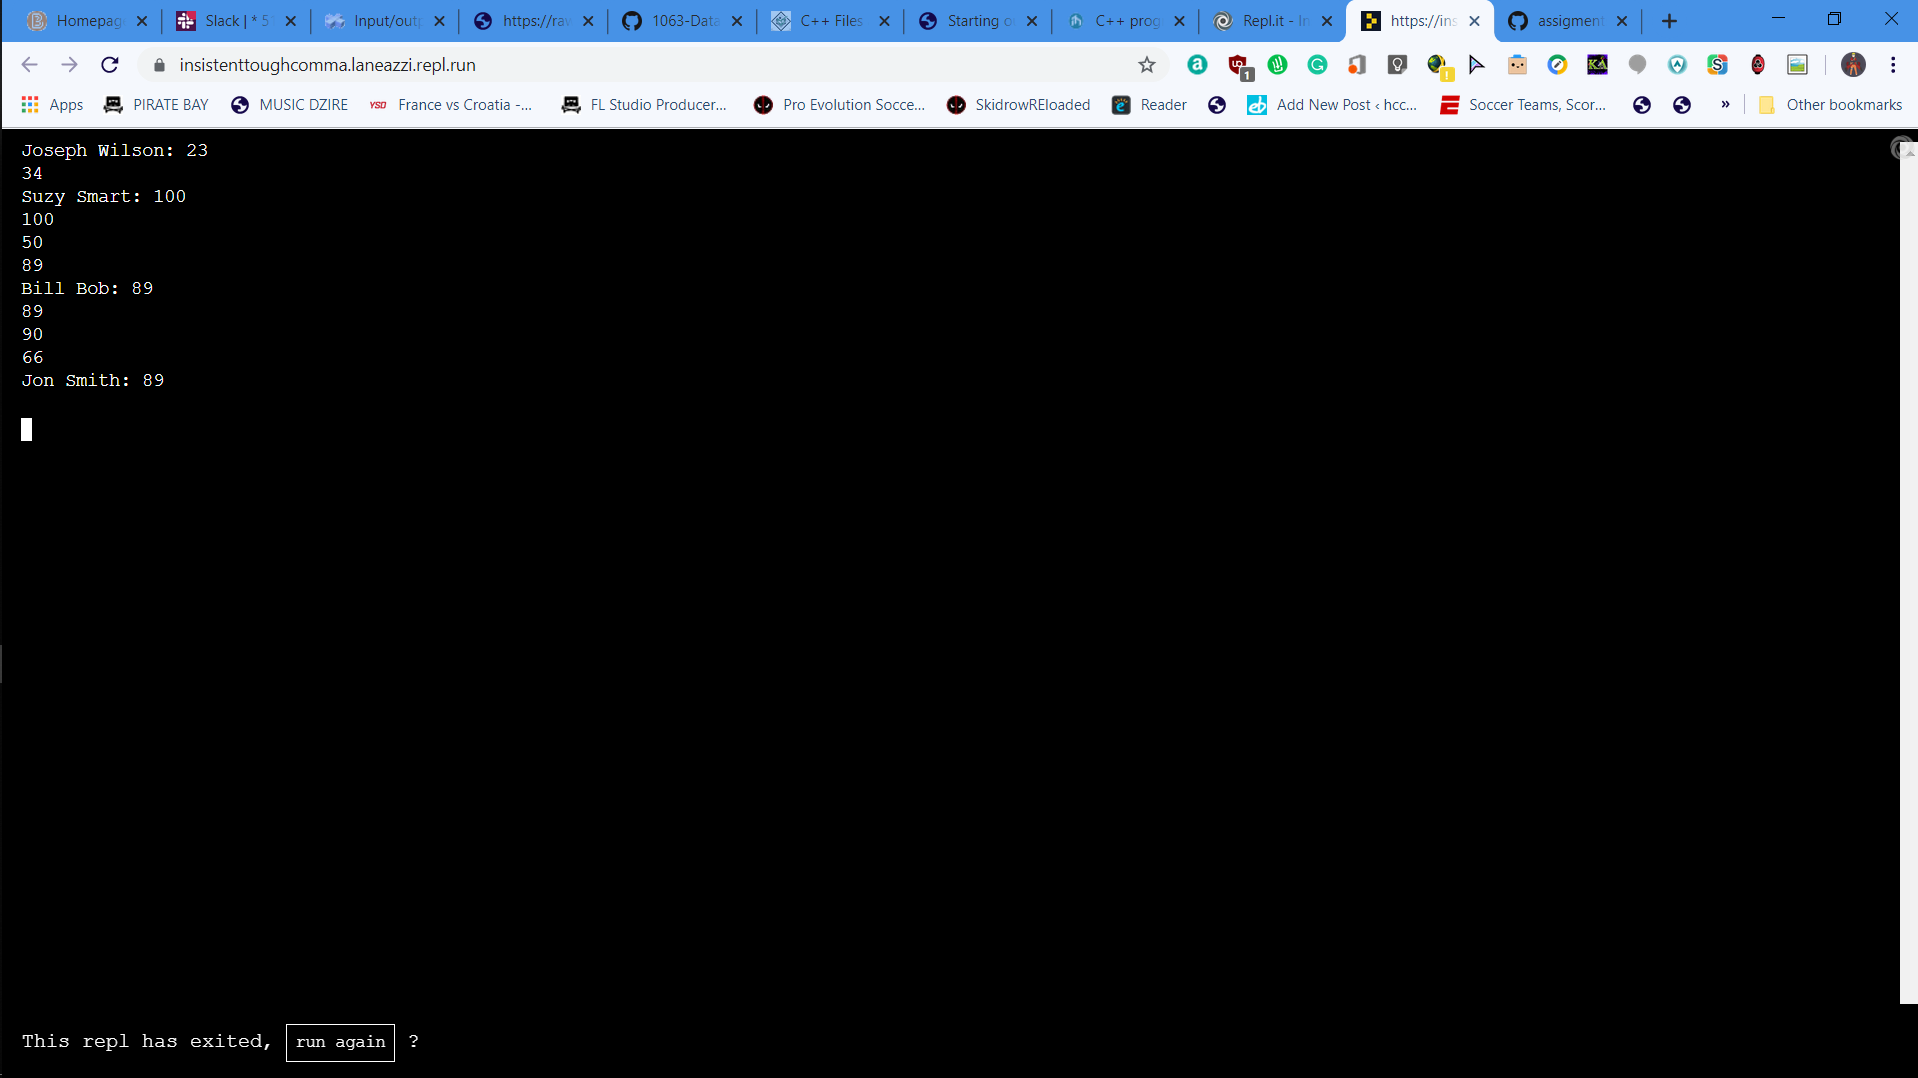 Homepag
Slack | * 5
Input/outp
https://rav
1063-Data
C++ Files
Starting o
C++ prog
Repl.it - In
https://ins
assigment
insistenttoughcomma.laneazzi.repl.run
Apps
PIRATE BAY
MUSIC DZIRE
YSD
France vs Croatia -...
FL Studio Producer...
Pro Evolution Socce...
SkidrowREloaded
Reader
Add New Post ‹ hcc...
Soccer Teams, Scor...
»
Other bookmarks
Joseph Wilson: 23
34
Suzy Smart: 100
100
50
89
Bill Bob: 89
89
90
66
Jon Smith: 89
This repl has exited, run again ?